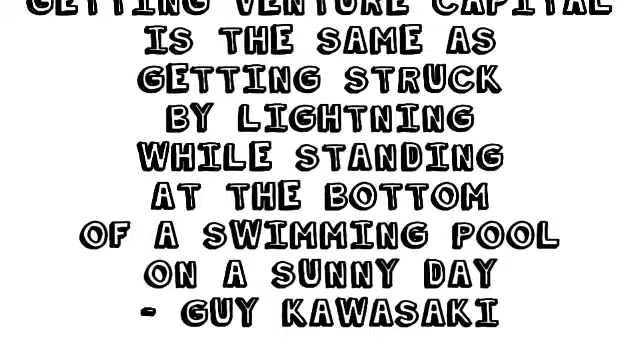 GETTING VENTURE CAPITAL
IS THE SAME AS
GETTING STRUCK
BY LIGHTNING
WHILE STANDING
AT THE BOTTOM
OF A SWIMMING POOL
ON A SUNNY DAY
- GUY KAWASAKI